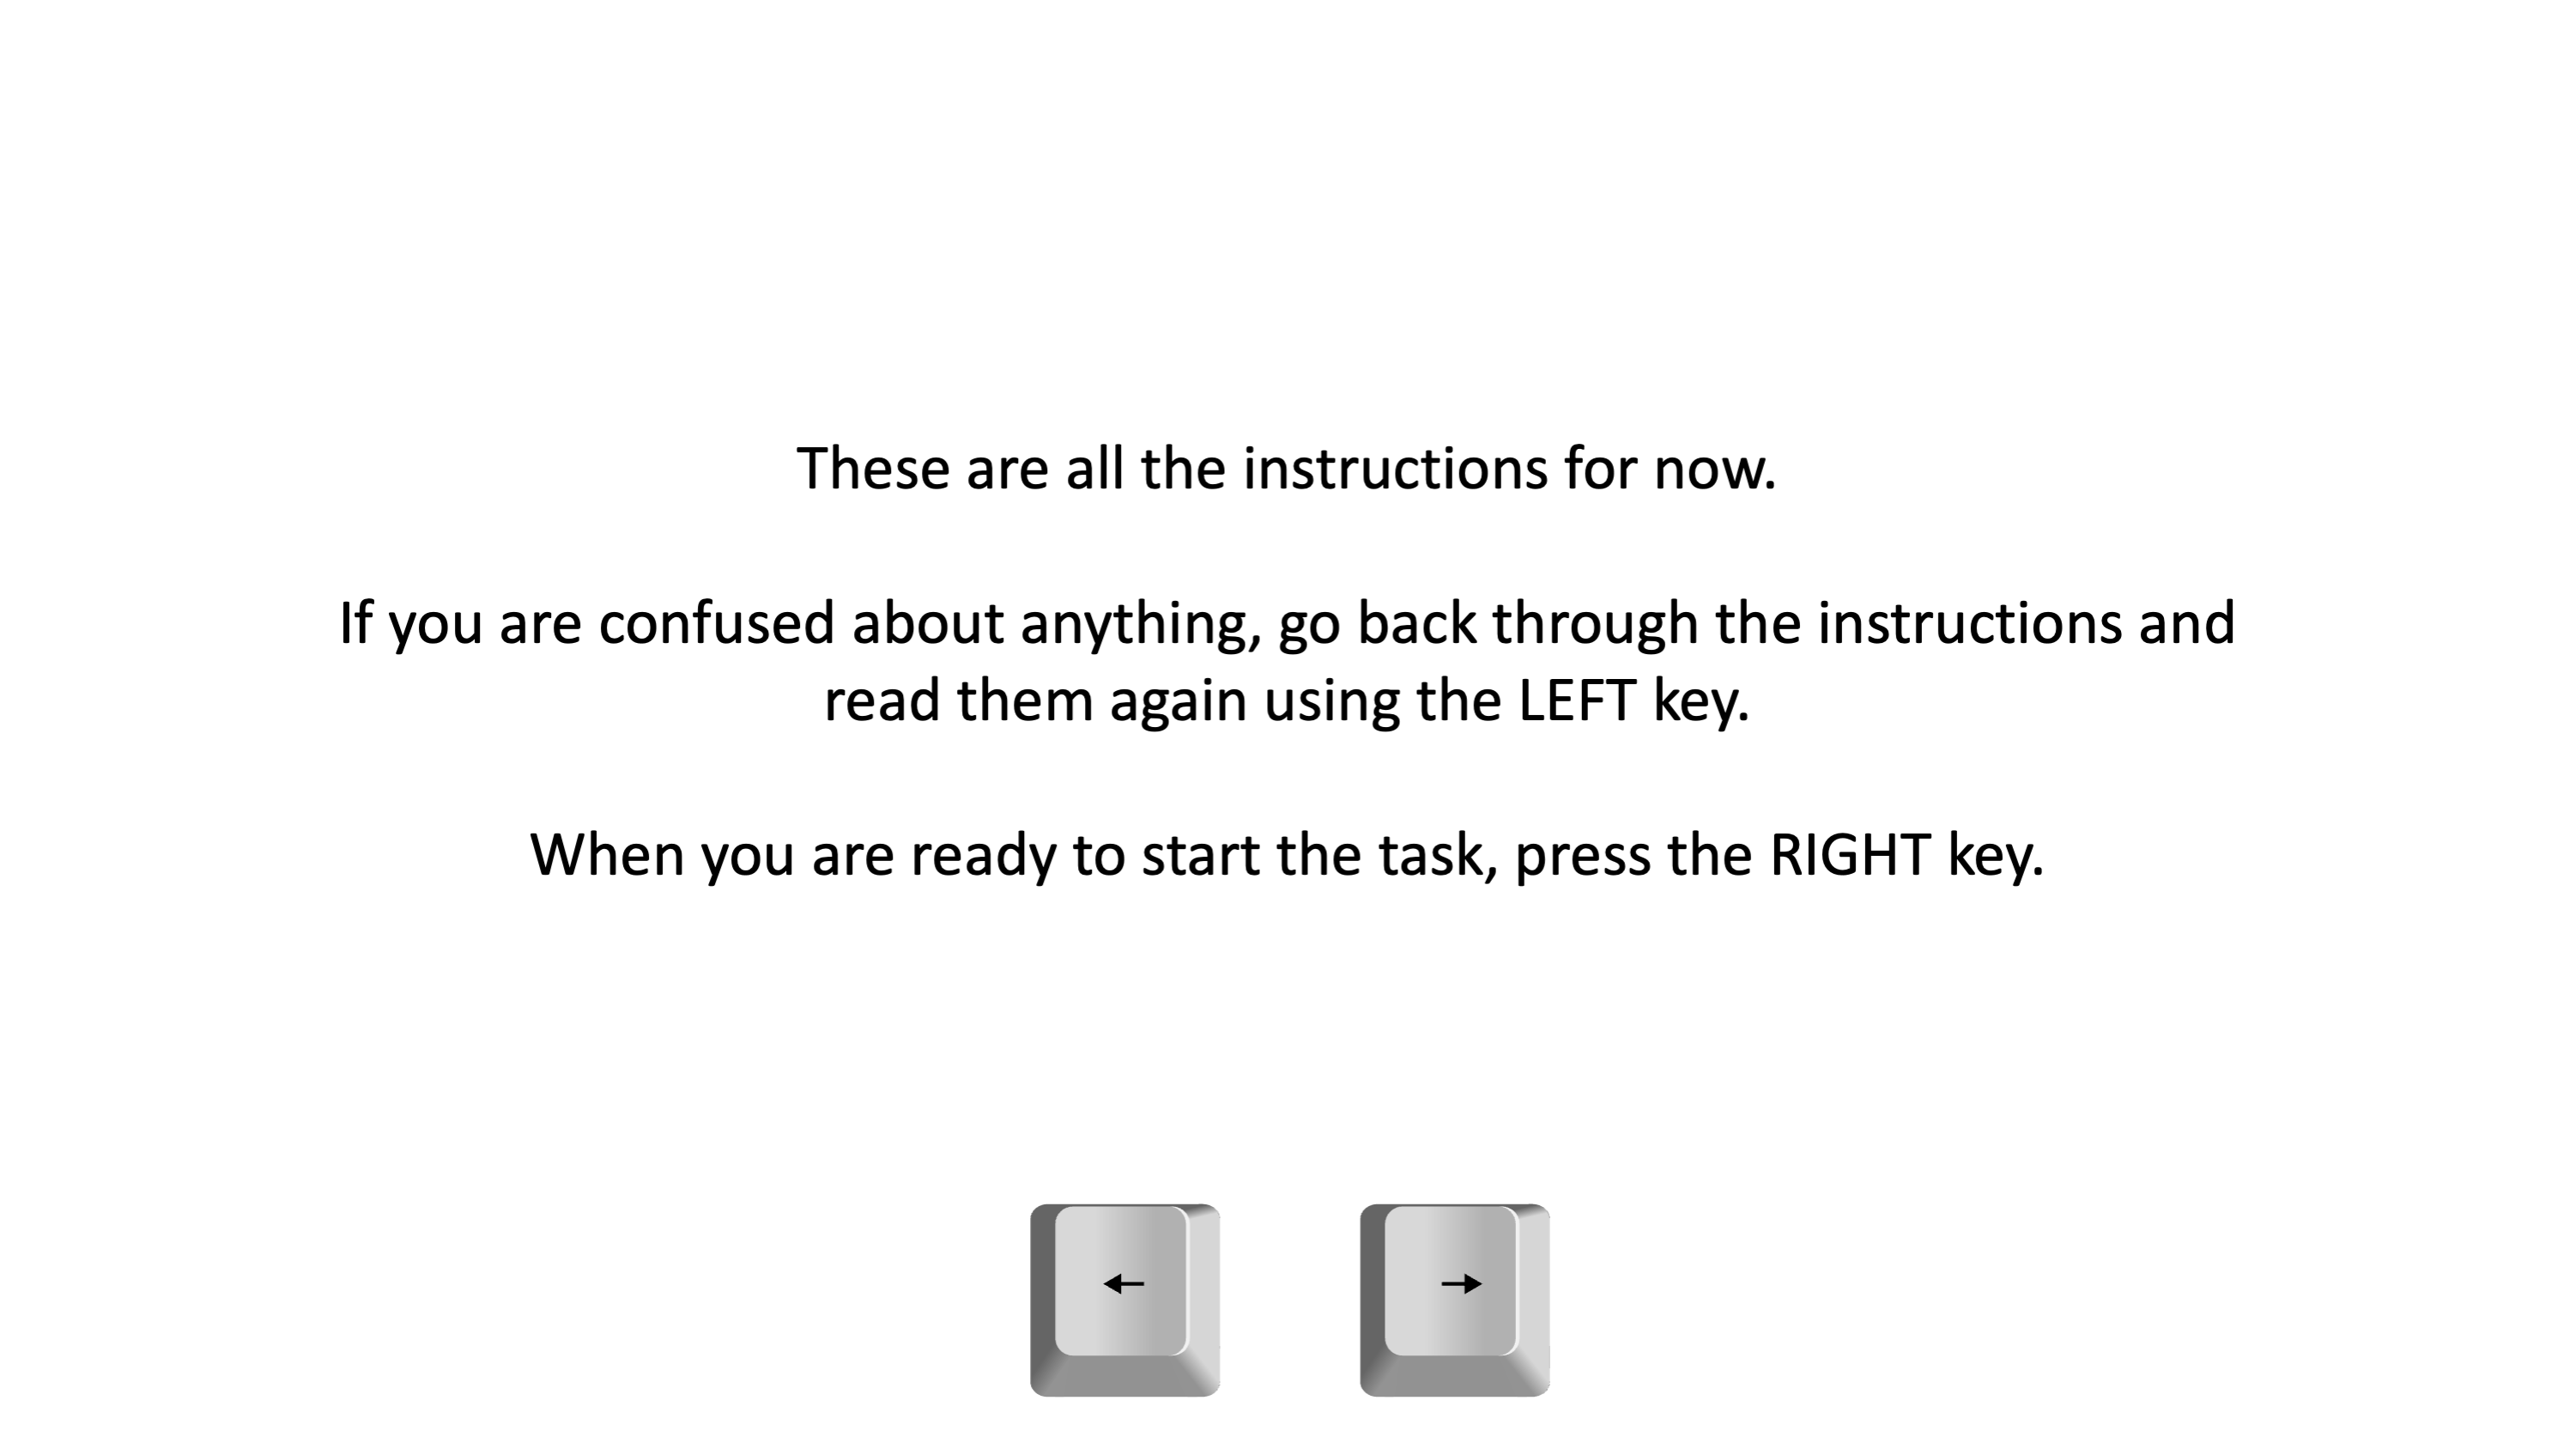 These are all the instructions for now.
If you are confused about anything, go back through the instructions and
read them again using the LEFT key.
When you are ready to start the task, press the RIGHT key.